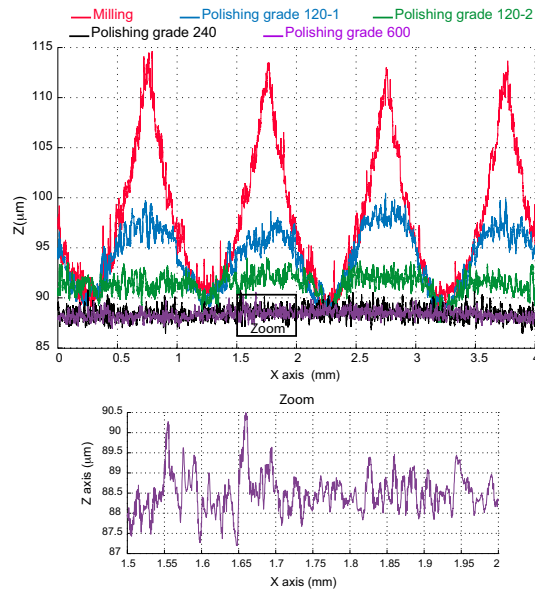 Milling Polishing grade 120-1 Polishing grade 120-2
Polishing grade 240 Polishing grade 600
115
110
105
100
95
90
85
Z(μm)
Zoom
0 0.5 1 1.5 2 2.5 3 3.5 4
X axis (mm)
Zoom
90.5
90
89.5
89
88.5
88
87.5
87
Z axis (μm)
1.5 1.55 1.6 1.65 1.7 1.75 1.8 1.85 1.9 1.95 2
X axis (mm)